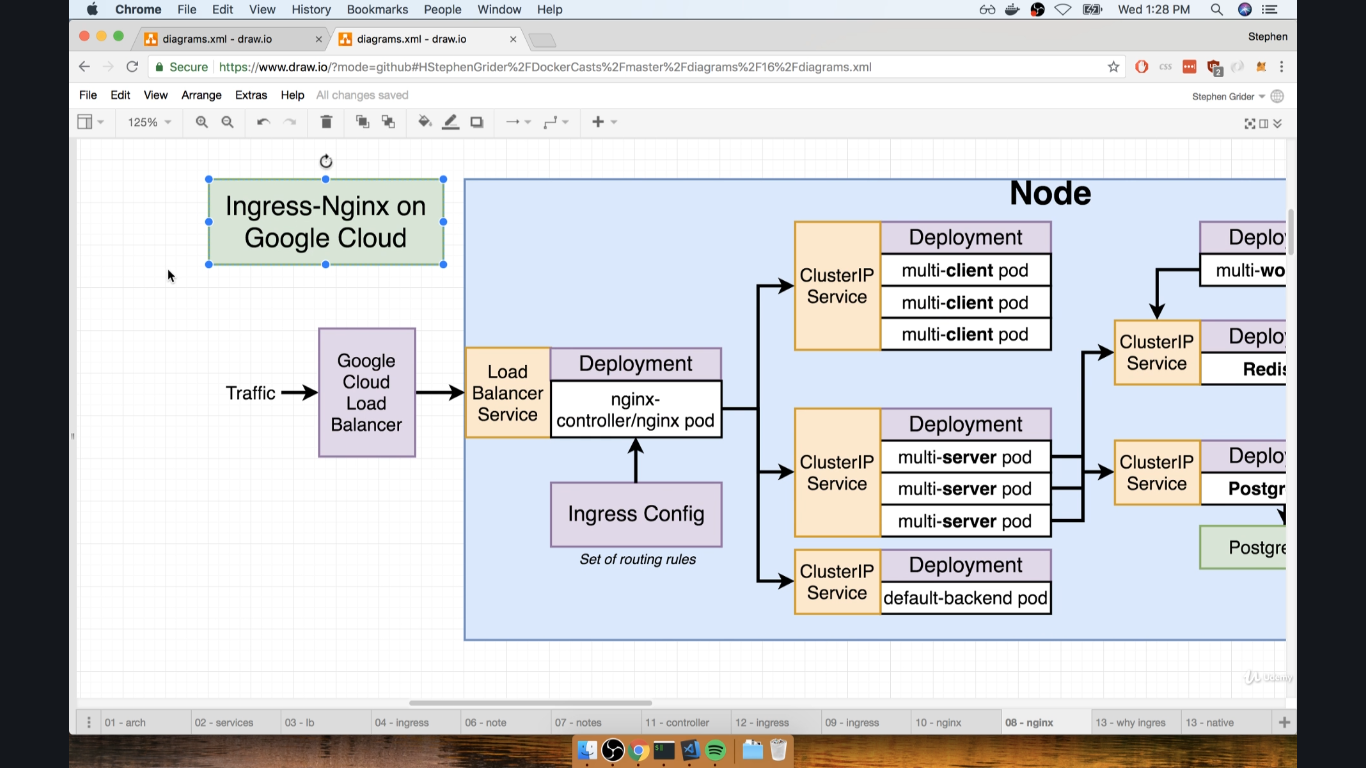 Chrome File Edit View History Bookmarks People Window Help Wed 1:28 PM
diagrams.xml - draw.io diagrams.xml - draw.io Stephen
Secure https://www.draw.io/?mode=github#HStephenGrider%2FDockerCasts%2Fmaster%2Fdiagrams%2F16%2Fdiagrams.xml
File Edit View Arrange Extras Help All changes saved Stephen Grider
125%
Ingress-Nginx on
Google Cloud
Node
Traffic
Google
Cloud
Load
Balancer
Load
Balancer
Service
Deployment
nginx-
controller/nginx pod
Ingress Config
Set of routing rules
ClusterIP
Service
Deployment
multi-client pod
multi-client pod
multi-client pod
ClusterIP
Service
Deployment
multi-server pod
multi-server pod
multi-server pod
ClusterIP
Service
Deployment
default-backend pod
Deplo
multi-wo
ClusterIP
Service
Deplo
Redis
ClusterIP
Service
Deplo
Postgr
Postgre
Udemy
01 - arch 02 - services 03 - lb 04 - ingress 06 - note 07 - notes 11 - controller 12 - ingress 09 - ingress 10 - nginx 08 - nginx 13 - why ingres 13 - native